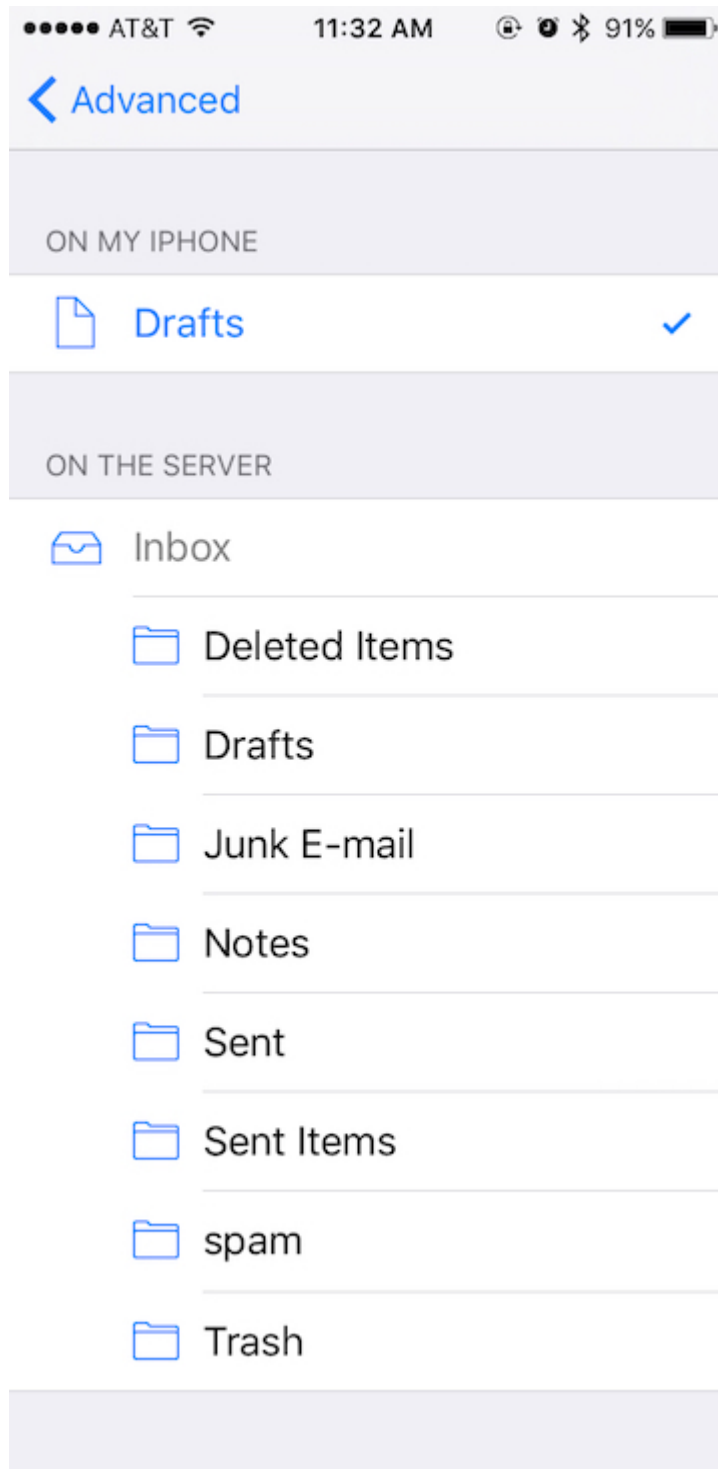 AT&T 11:32 AM 91%
Advanced
ON MY IPHONE
Drafts
ON THE SERVER
Inbox
Deleted Items
Drafts
Junk E-mail
Notes
Sent
Sent Items
spam
Trash